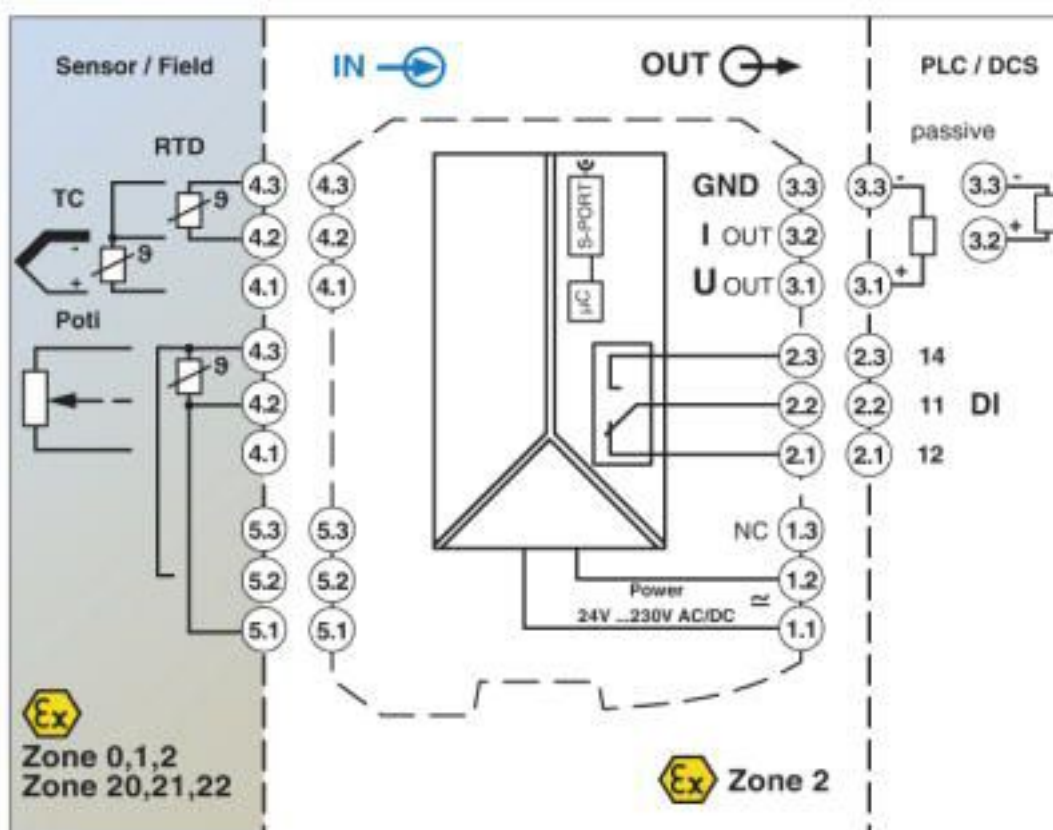 Sensor / Field
IN
OUT
PLC / DCS
passive
RTD
TC
ϑ
ϑ
-
+
4.3
4.2
4.1
4.3
4.2
4.1
S-PORT
µC
GND
I OUT
U OUT
3.3
3.2
3.1
3.3
-
3.1
+
3.3
-
3.2
+
Poti
ϑ
4.3
4.2
4.1
2.3
2.2
2.1
2.3
2.2
2.1
14
11
12
DI
5.3
5.2
5.1
5.3
5.2
5.1
NC
1.3
1.2
1.1
Power
24V ...230V AC/DC
≂
Ex
Zone 0,1,2
Zone 20,21,22
Ex
Zone 2